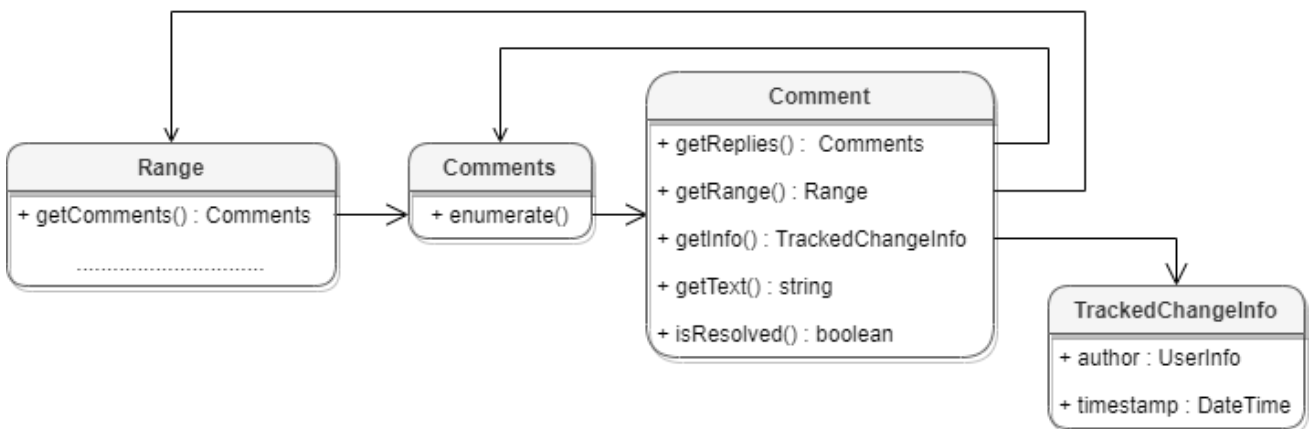 Range
+ getComments() : Comments
..............................
Comments
+ enumerate()
Comment
+ getReplies() :  Comments
+ getRange() : Range
+ getInfo() : TrackedChangeInfo
+ getText() : string
+ isResolved() : boolean
TrackedChangeInfo
+ author : UserInfo
+ timestamp : DateTime